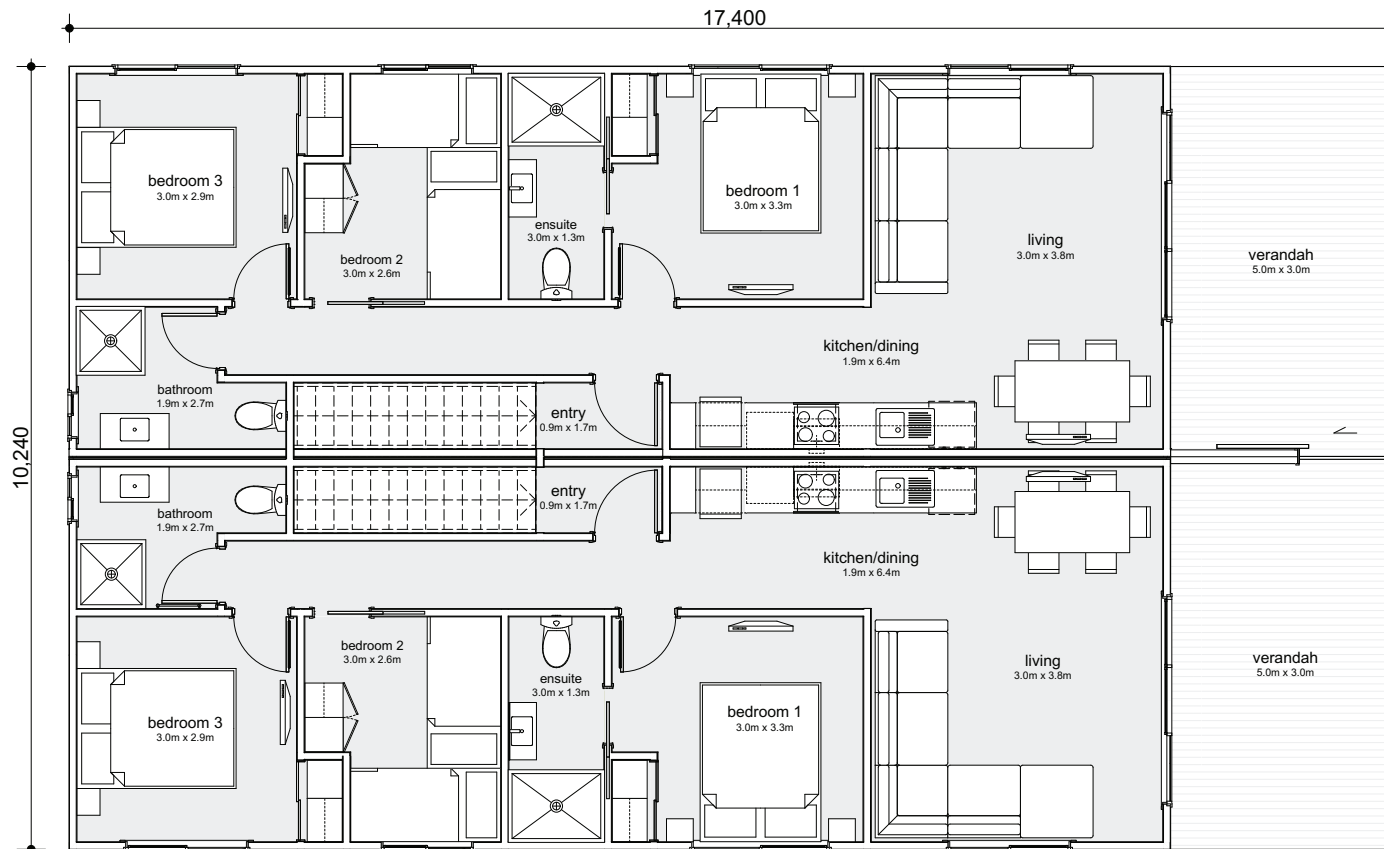 17,400
10,240
bedroom 3
3.0m x 2.9m
bedroom 2
3.0m x 2.6m
ensuite
3.0m x 1.3m
bedroom 1
3.0m x 3.3m
living
3.0m x 3.8m
verandah
5.0m x 3.0m
kitchen/dining
1.9m x 6.4m
bathroom
1.9m x 2.7m
entry
0.9m x 1.7m
bathroom
1.9m x 2.7m
entry
0.9m x 1.7m
kitchen/dining
1.9m x 6.4m
bedroom 3
3.0m x 2.9m
bedroom 2
3.0m x 2.6m
ensuite
3.0m x 1.3m
bedroom 1
3.0m x 3.3m
living
3.0m x 3.8m
verandah
5.0m x 3.0m